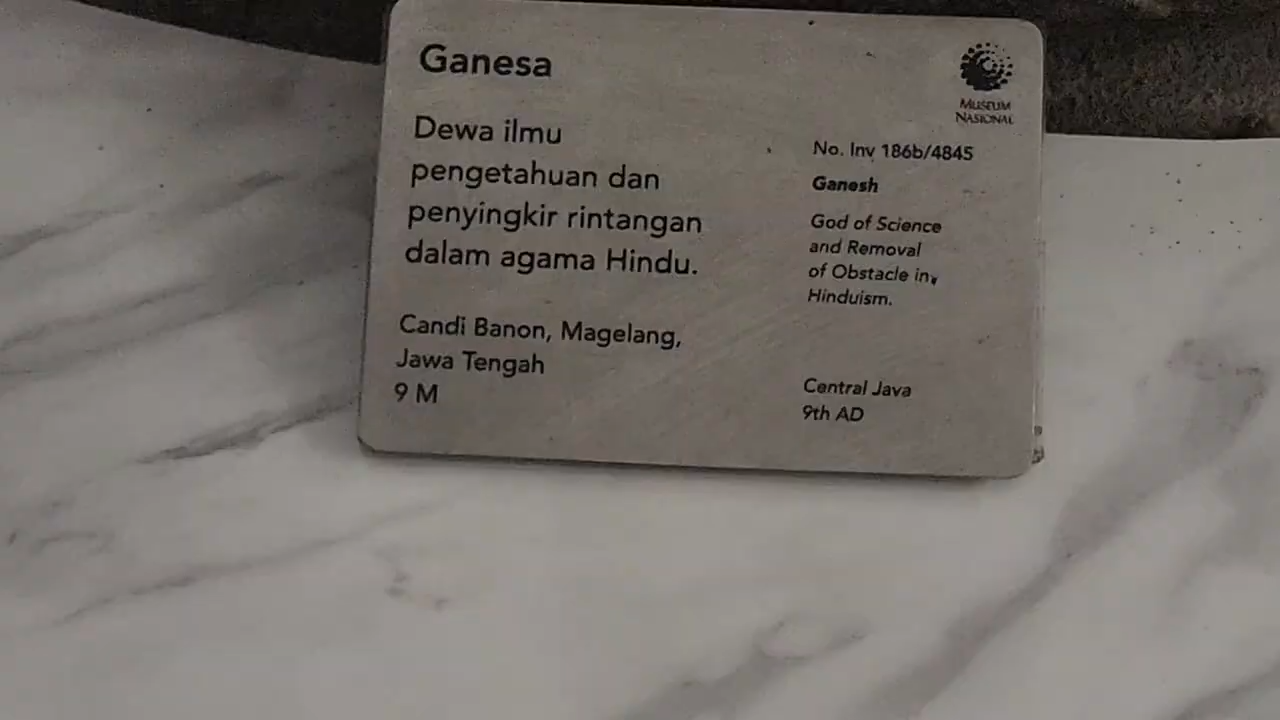 Ganesa
Dewa ilmu
pengetahuan dan
penyingkir rintangan
dalam agama Hindu.
Candi Banon, Magelang,
Jawa Tengah
9 M
MUSEUM
NASIONAL
No. Inv 186b/4845
Ganesh
God of Science
and Removal
of Obstacle in
Hinduism.
Central Java
9th AD